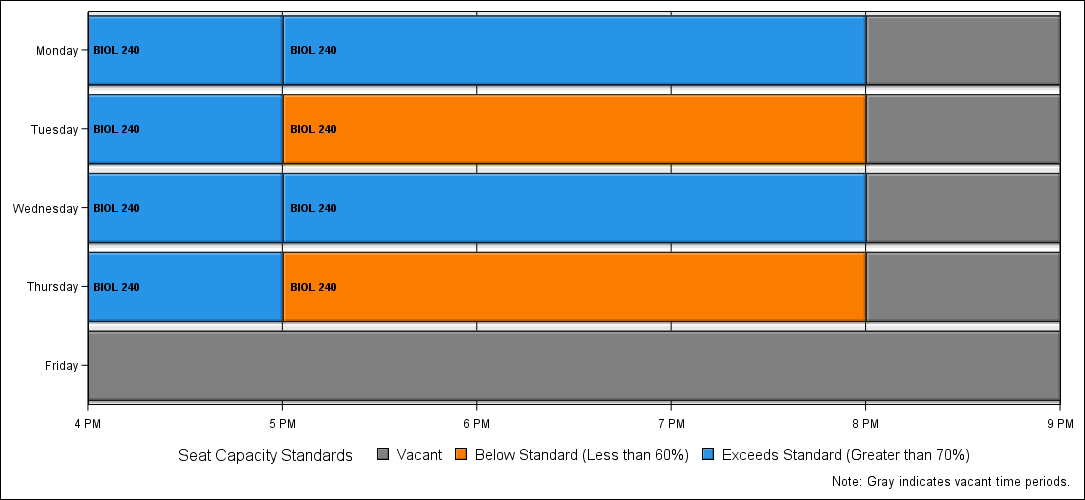 Monday BIOL 240 BIOL 240
Tuesday BIOL 240 BIOL 240
Wednesday BIOL 240 BIOL 240
Thursday BIOL 240 BIOL 240
Friday
4 PM 5 PM 6 PM 7 PM 8 PM 9 PM
Seat Capacity Standards Vacant Below Standard (Less than 60%) Exceeds Standard (Greater than 70%)
Note: Gray indicates vacant time periods.